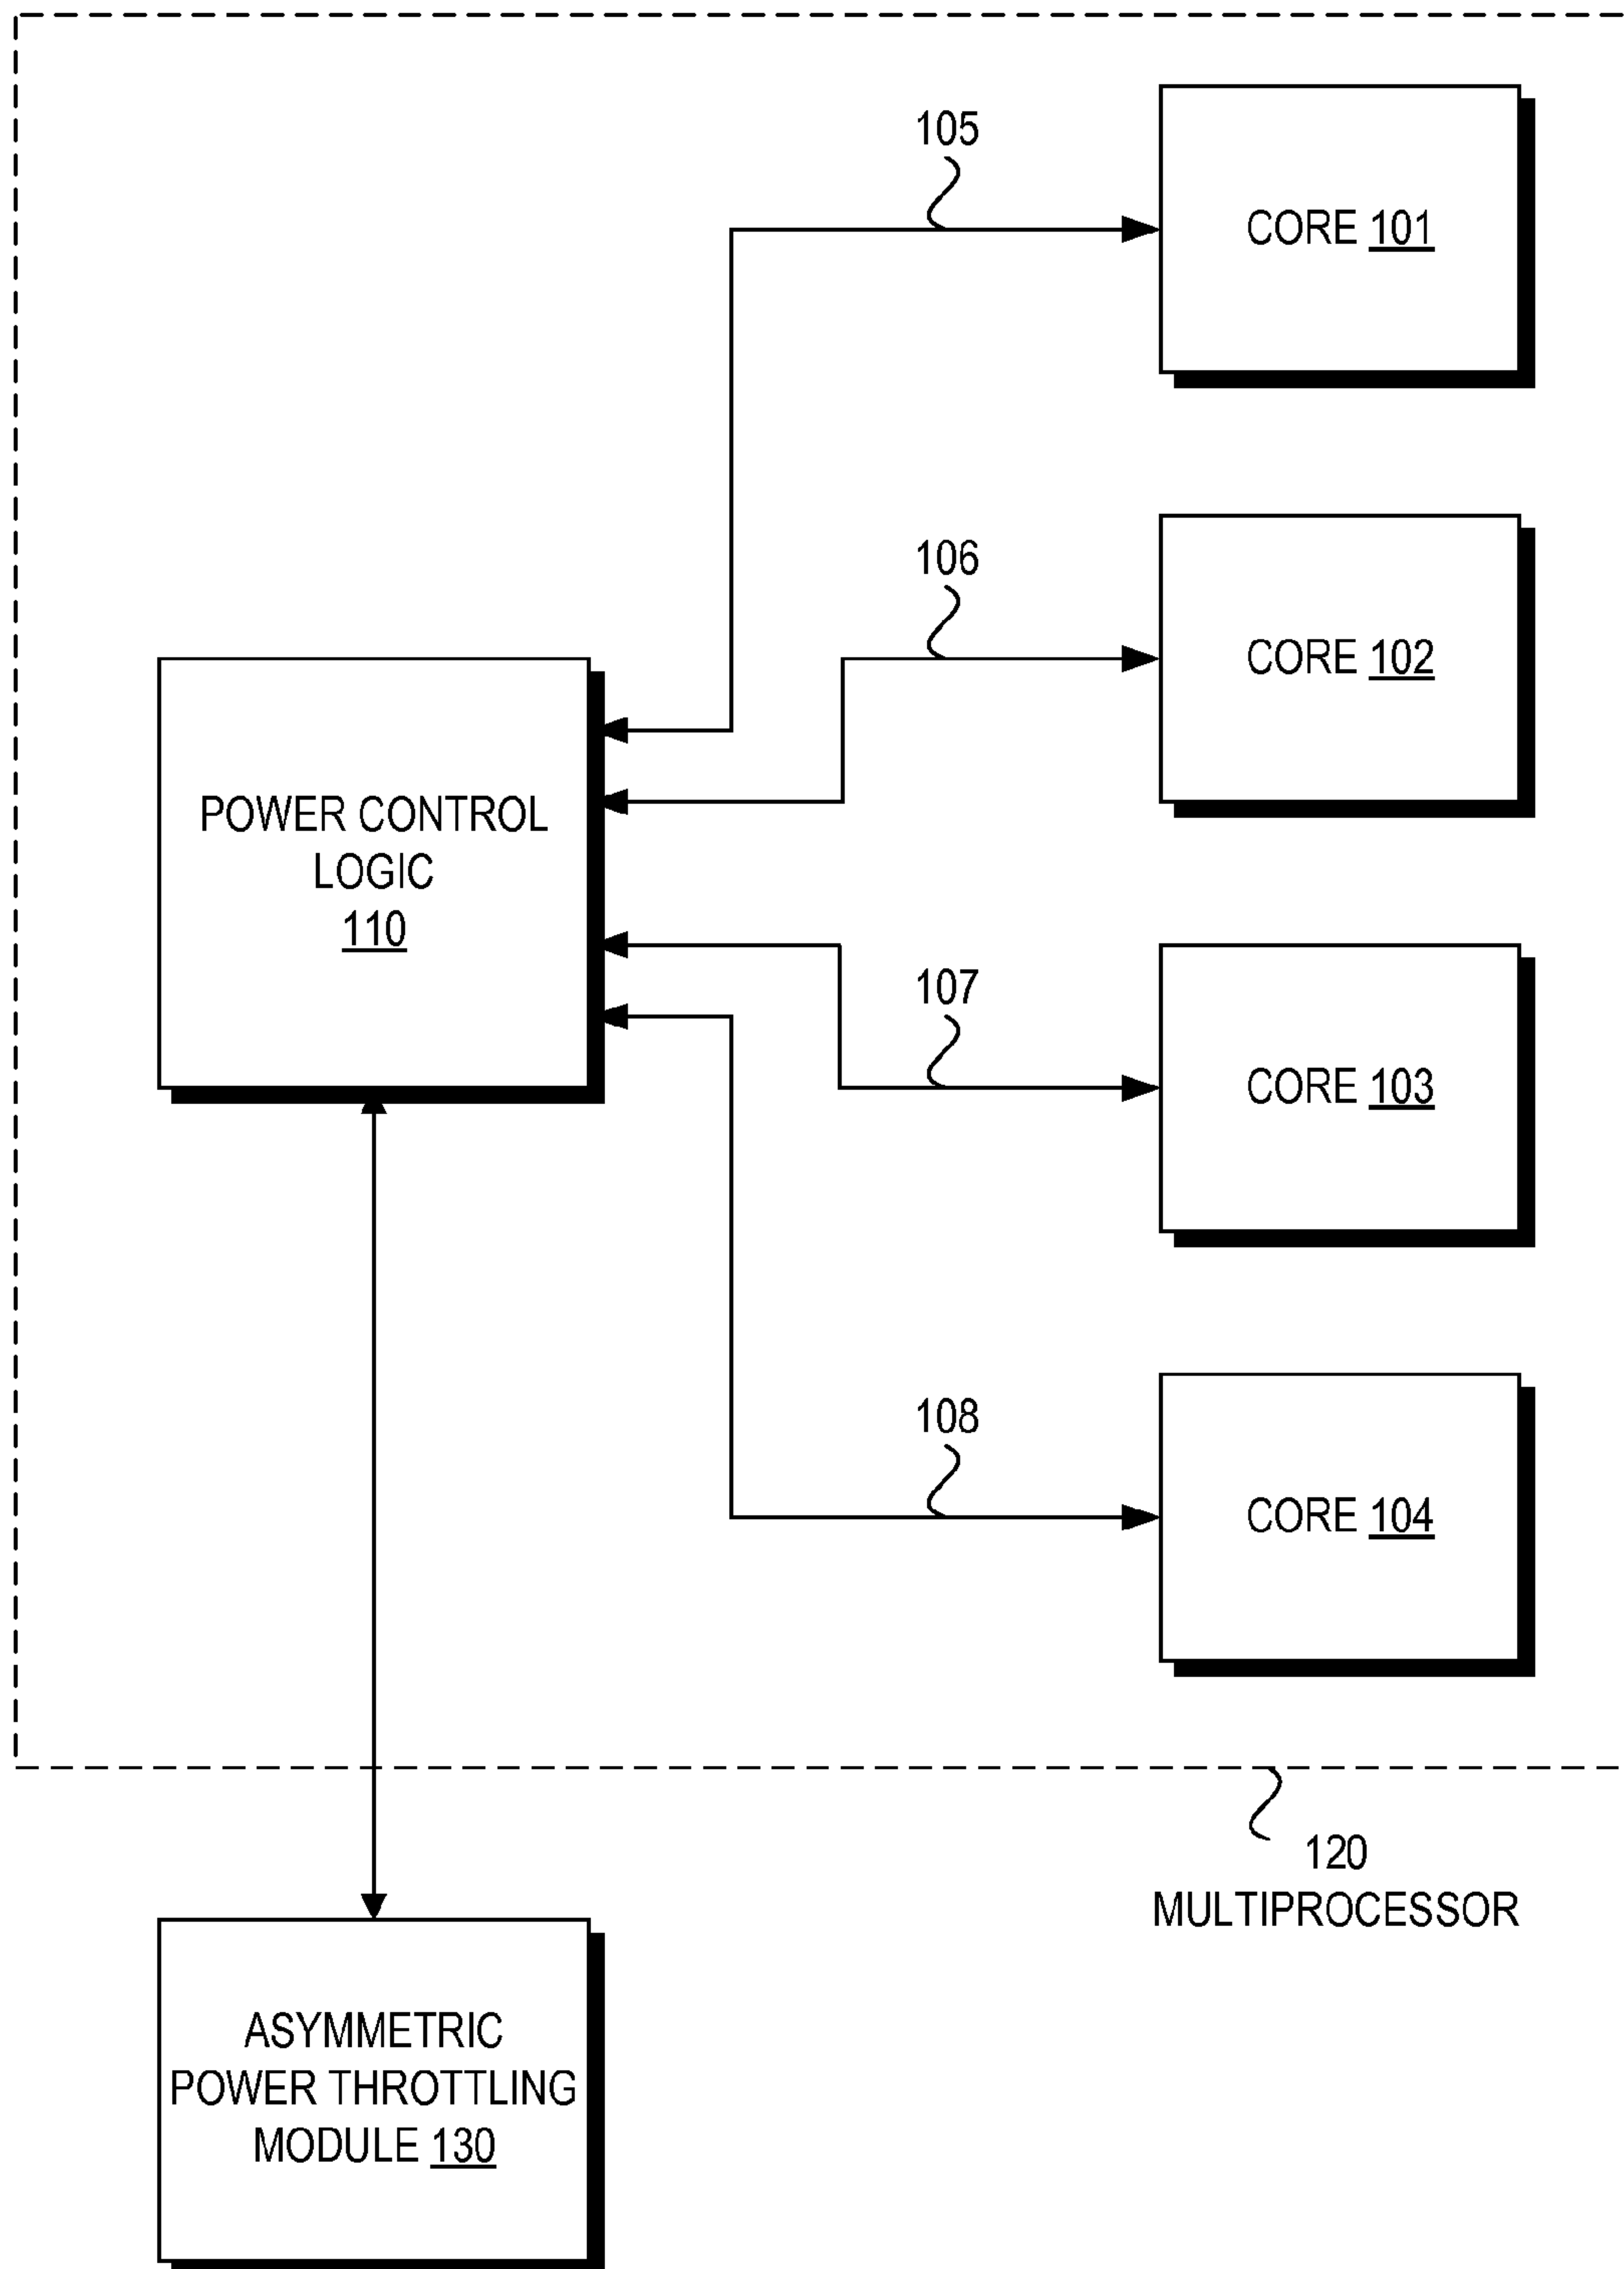 105
CORE 101
106
CORE 102
POWER CONTROL
LOGIC
110
107
CORE 103
108
CORE 104
120
MULTIPROCESSOR
ASYMMETRIC
POWER THROTTLING
MODULE 130